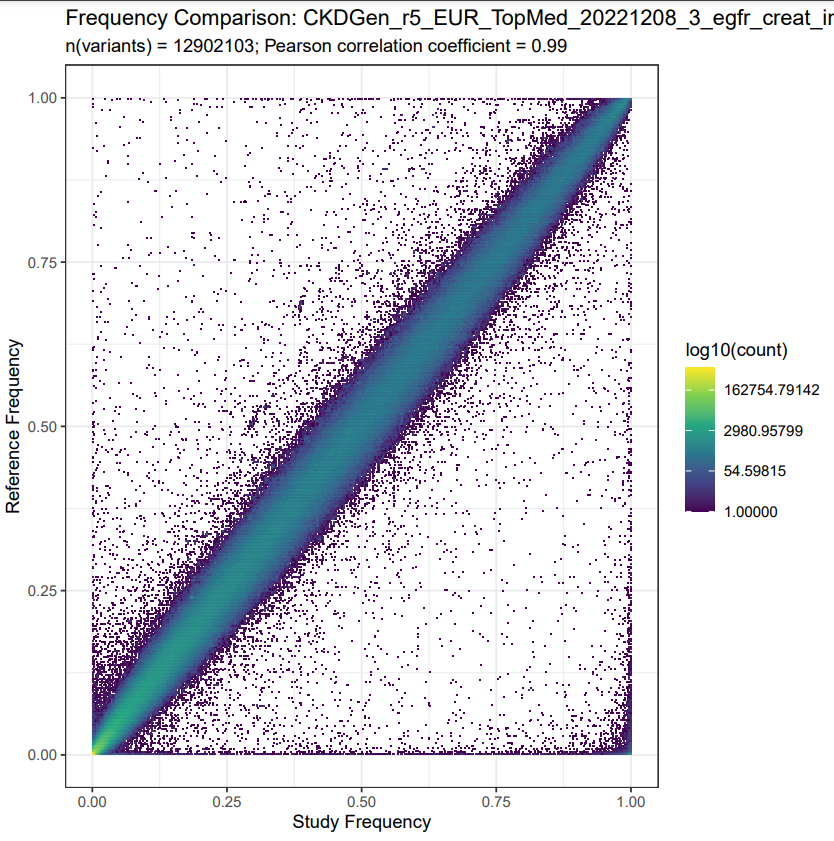 Frequency Comparison: CKDGen_r5_EUR_TopMed_20221208_3_egfr_creat_ir
n(variants) = 12902103; Pearson correlation coefficient = 0.99
1.00
0.75
0.50
0.25
0.00
Reference Frequency
0.00 0.25 0.50 0.75 1.00
Study Frequency
log10(count)
162754.79142
2980.95799
54.59815
1.00000